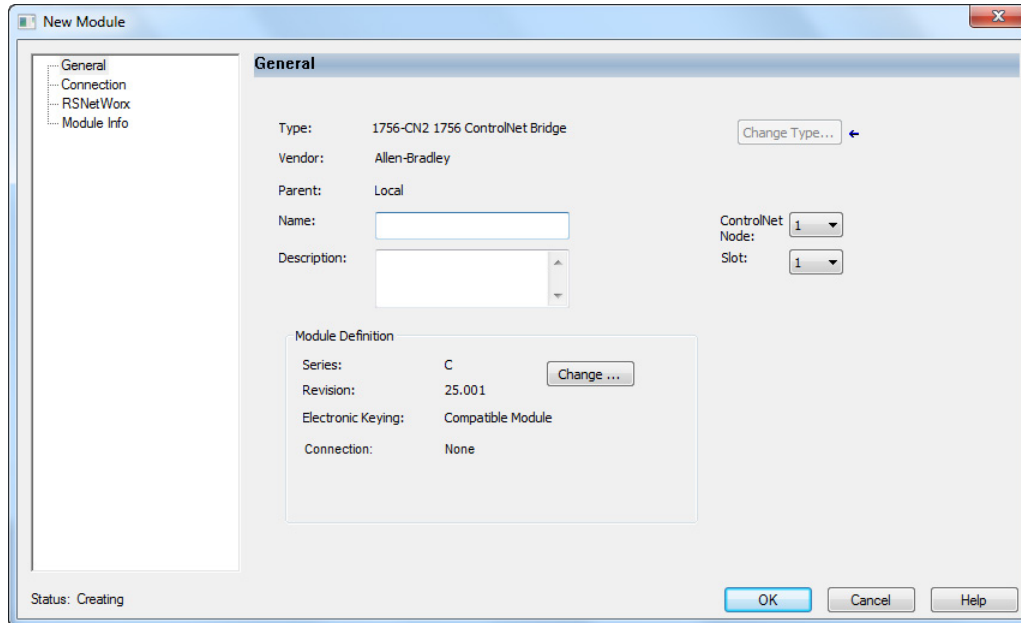 New Module
General
Connection
RSNetWorx
Module Info
General
Type: 1756-CN2 1756 ControlNet Bridge
Change Type...
Vendor: Allen-Bradley
Parent: Local
Name:
ControlNet Node: 1
Description:
Slot: 1
Module Definition
Series: C
Change ...
Revision: 25.001
Electronic Keying: Compatible Module
Connection: None
Status: Creating
OK
Cancel
Help